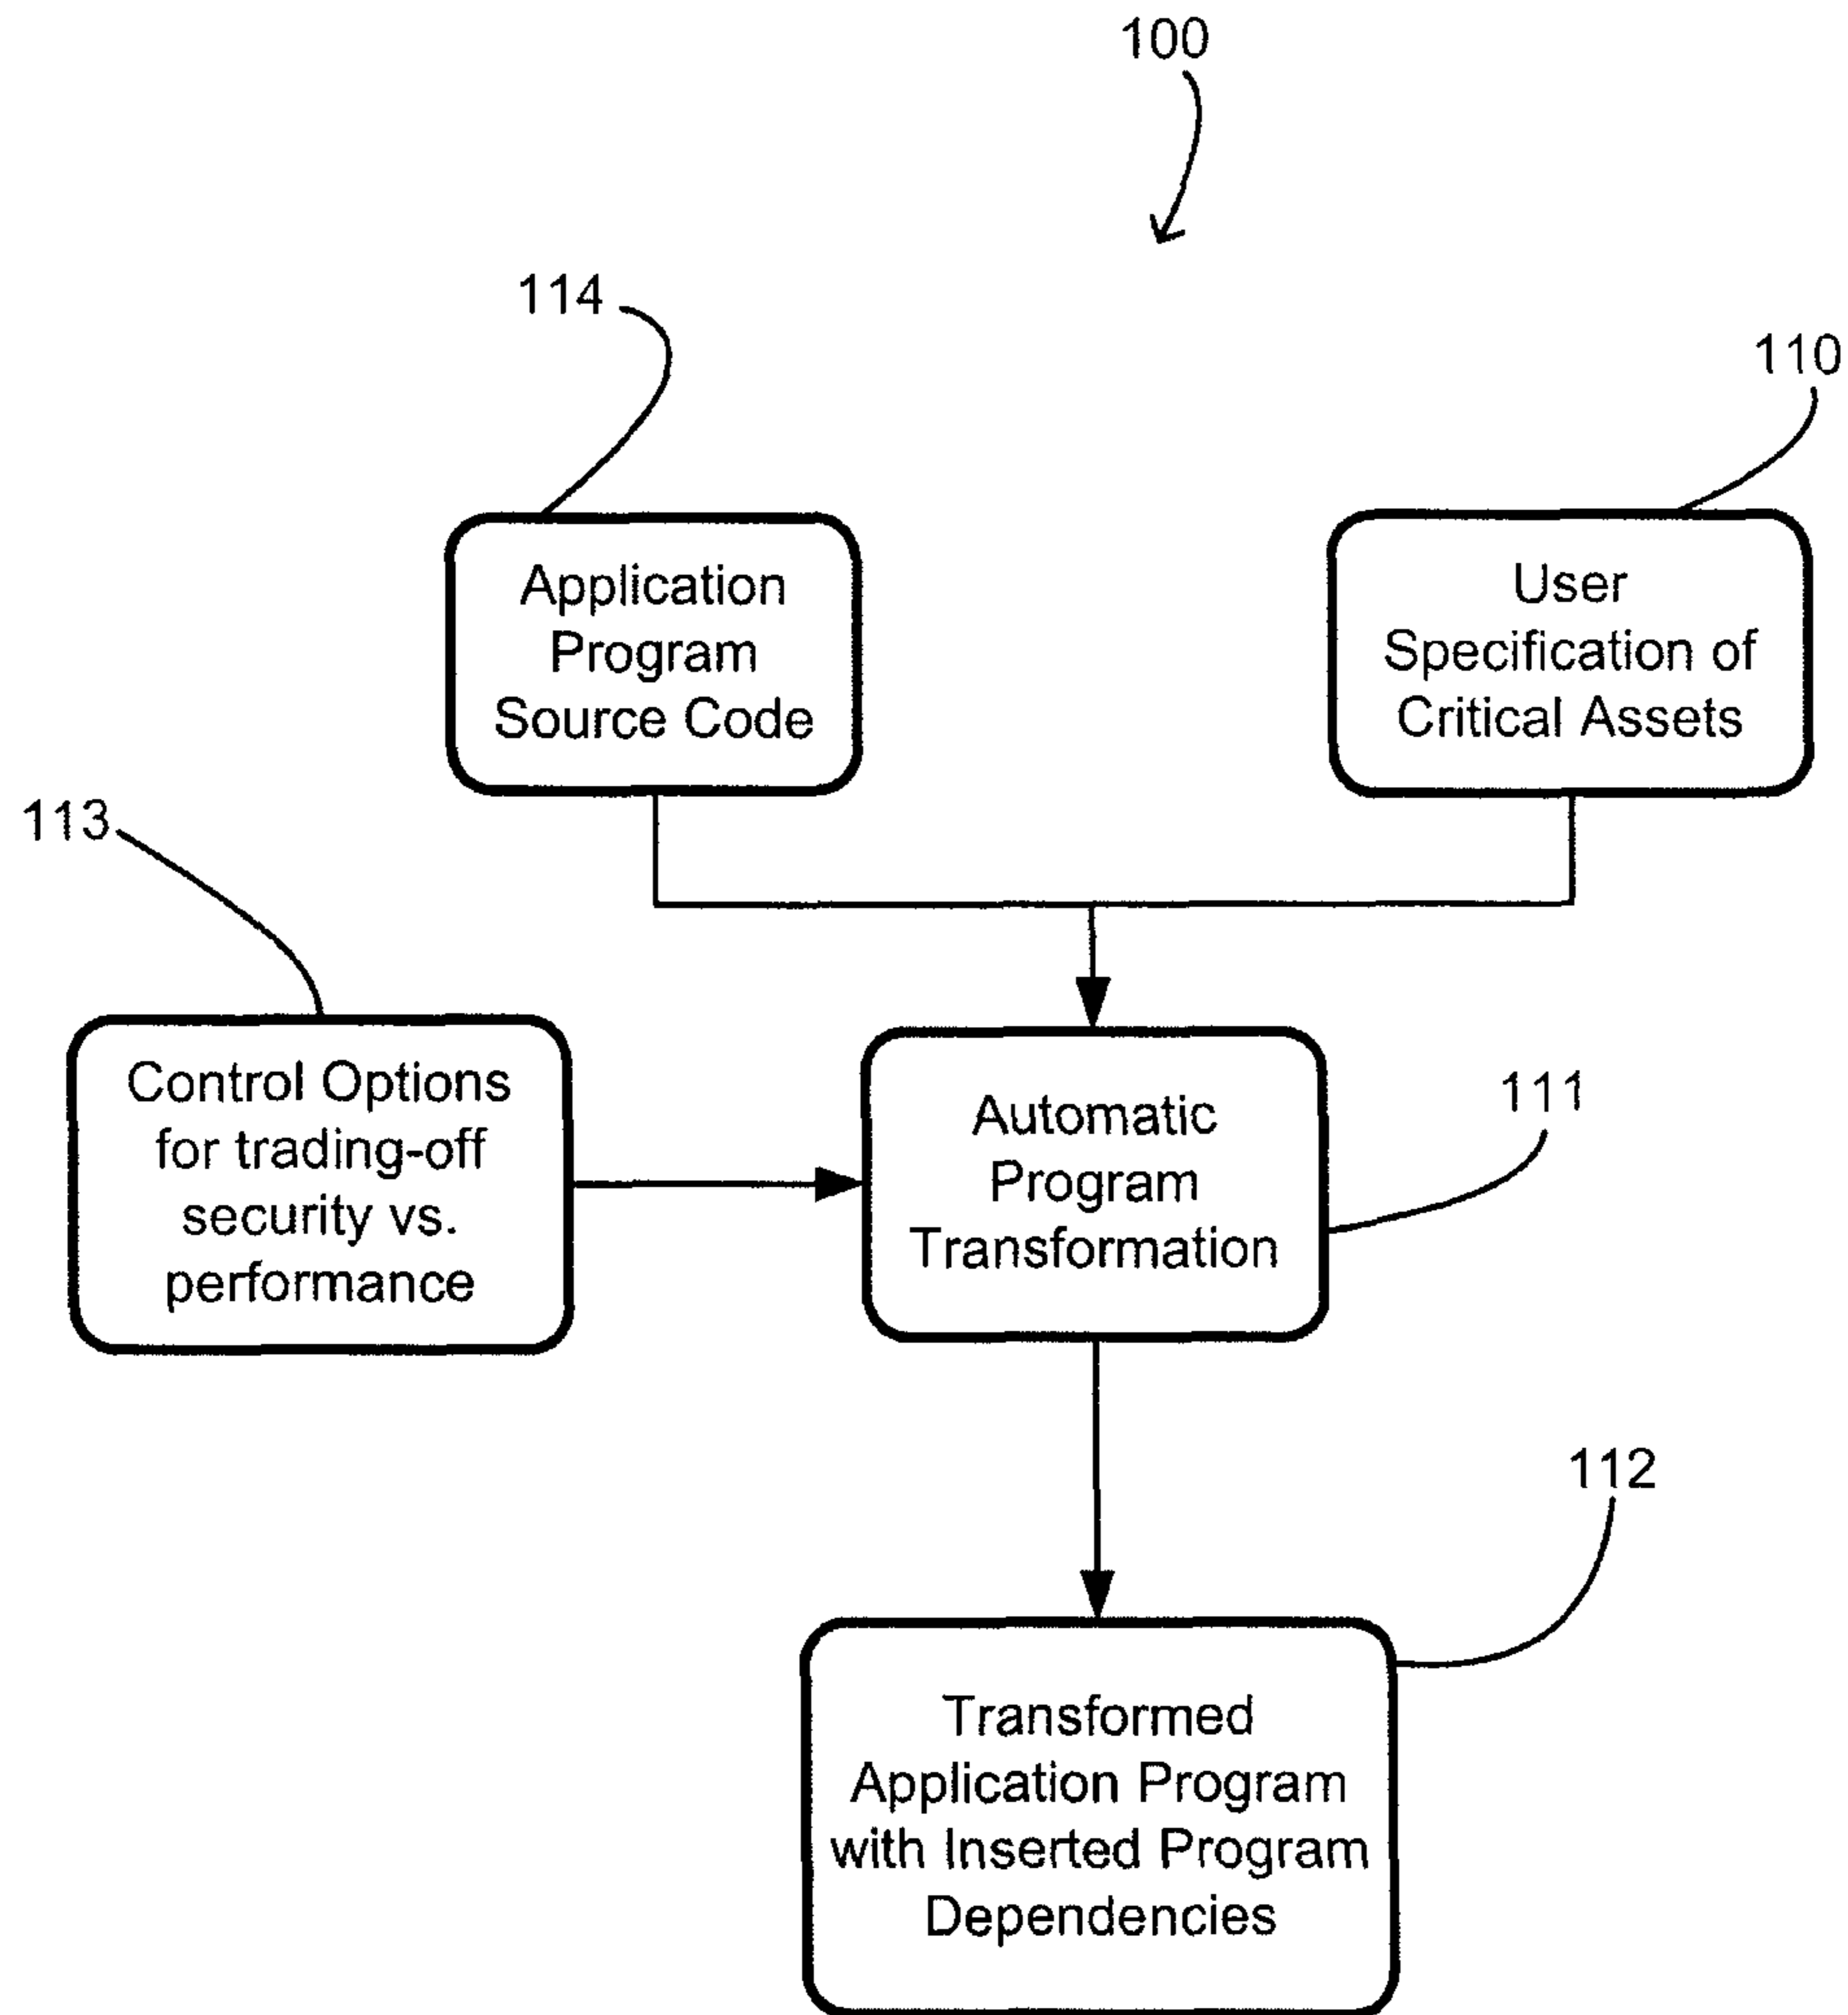 100
114
110
Application
Program
Source Code
User
Specification of
Critical Assets
113
Control Options
for trading-off
security vs.
performance
Automatic
Program
Transformation
111
112
Transformed
Application Program
with Inserted Program
Dependencies